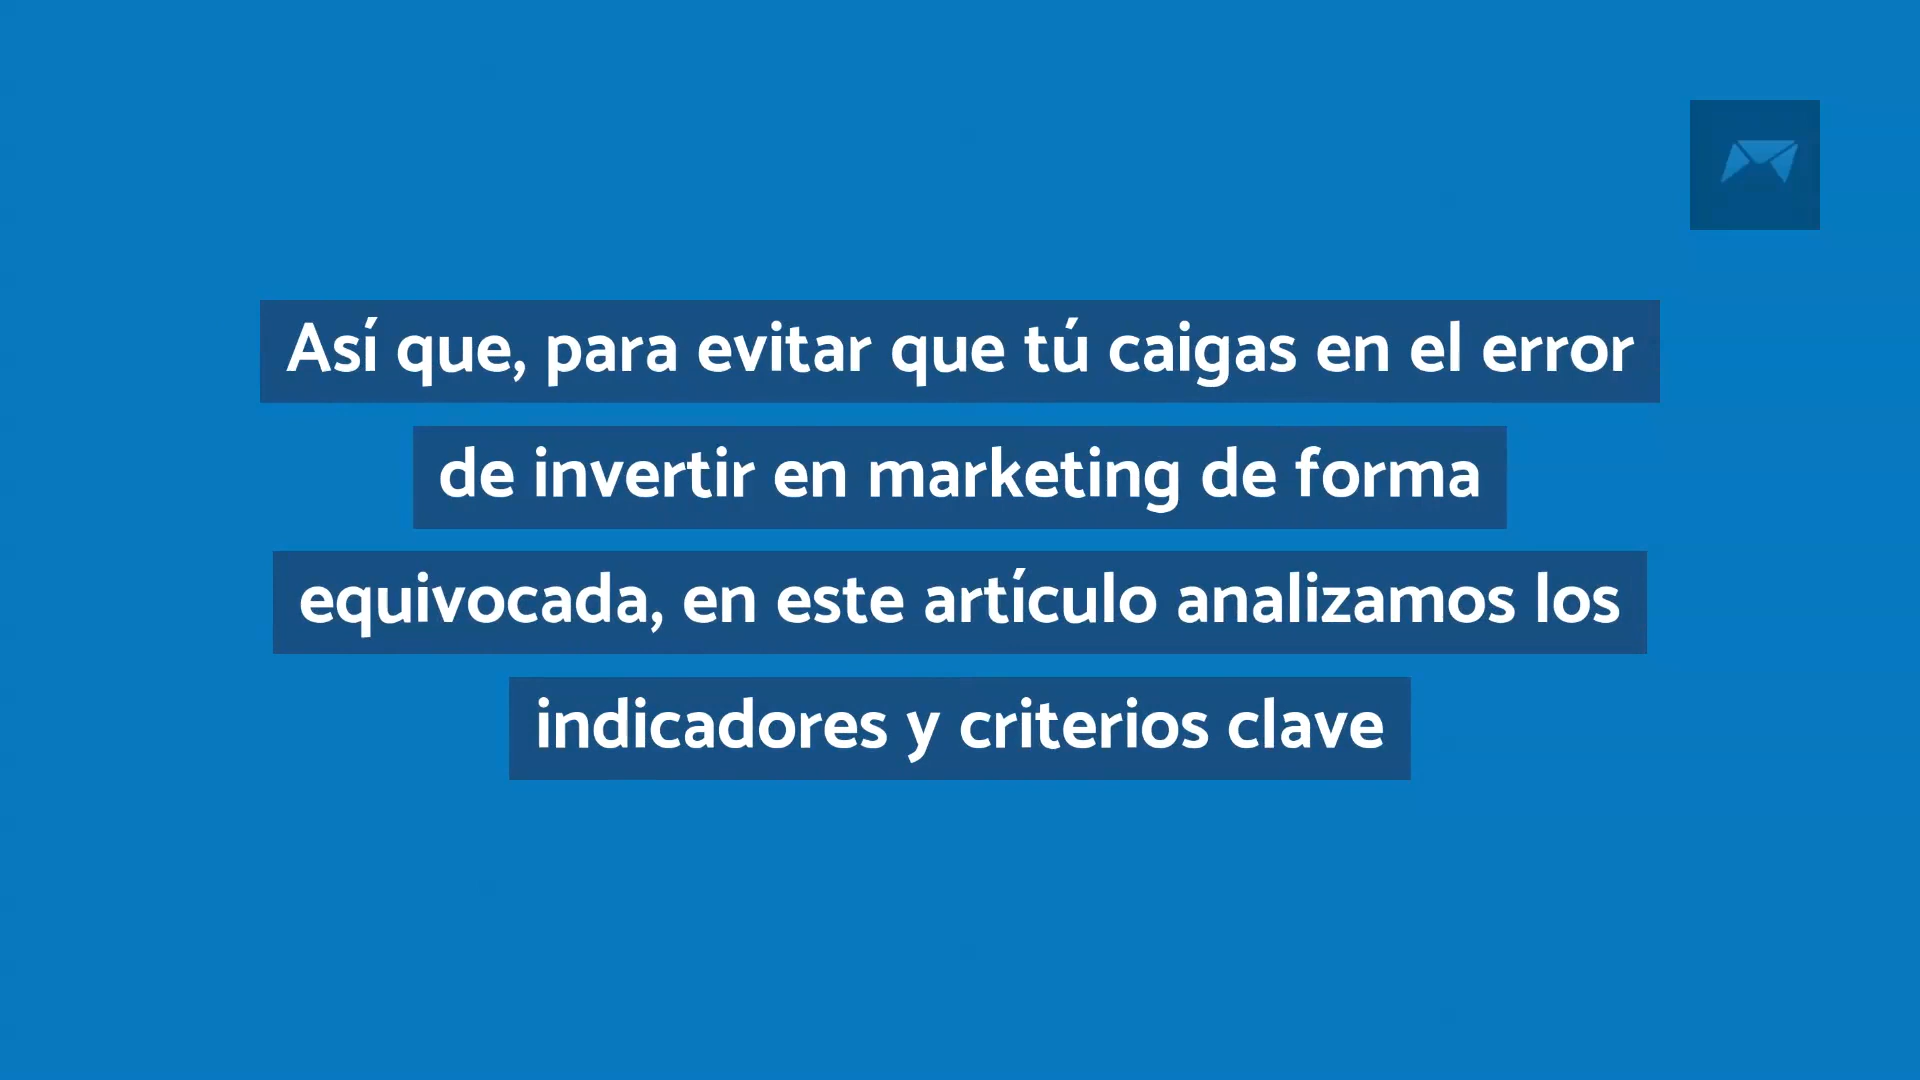 Así que, para evitar que tú caigas en el error
de invertir en marketing de forma
equivocada, en este artículo analizamos los
indicadores y criterios clave